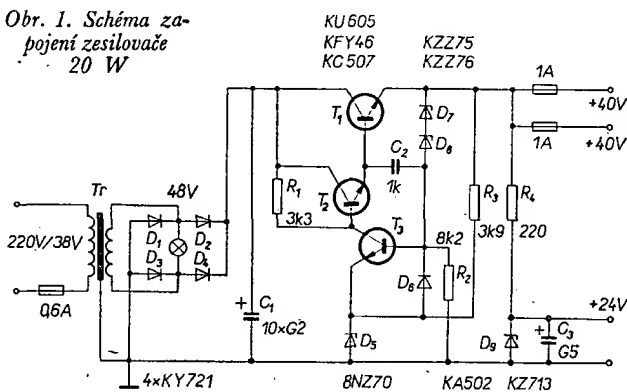 Obr. 1. Schéma za-
pojení zesilovače
20 W
KU605
KFY46
KC507
KZZ75
KZZ76
1A
+40V
1A
+40V
T1
D7
D8
C2
1k
R1
3k3
T2
T3
R3
3k9
R4
220
8k2
R2
D6
Tr
48V
D1
D2
D3
D4
220V/38V
0,6A
+
C1
10×G2
D5
+24V
D9
+
C3
G5
4×KY721
8NZ70
KA502
KZ713